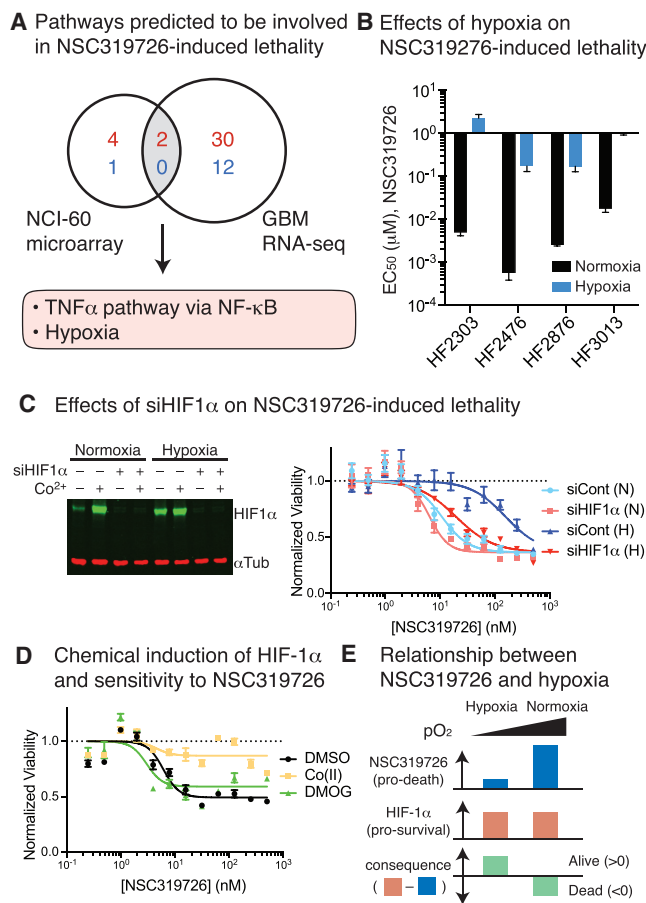 A Pathways predicted to be involved
in NSC319726-induced lethality
4 2 30
1 0 12
NCI-60
microarray
GBM
RNA-seq
• TNFα pathway via NF-κB
• Hypoxia
B Effects of hypoxia on
NSC319276-induced lethality
EC50 (μM), NSC319726
10¹
10⁰
10⁻¹
10⁻²
10⁻³
10⁻⁴
Normoxia
Hypoxia
HF2303 HF2476 HF2876 HF3013
C Effects of siHIF1α on NSC319726-induced lethality
Normoxia Hypoxia
siHIF1α – – + + – – + +
Co²⁺ – + – + – + – +
HIF1α
αTub
Normalized Viability
1.0
0.5
0.0
10⁻¹ 10⁰ 10¹ 10² 10³
[NSC319726] (nM)
siCont (N)
siHIF1α (N)
siCont (H)
siHIF1α (H)
D Chemical induction of HIF-1α
and sensitivity to NSC319726
Normalized Viability
1.0
0.5
0.0
10⁻¹ 10⁰ 10¹ 10² 10³
[NSC319726] (nM)
DMSO
Co(II)
DMOG
E Relationship between
NSC319726 and hypoxia
Hypoxia Normoxia
pO₂
NSC319726
(pro-death)
HIF-1α
(pro-survival)
consequence
( – )
Alive (>0)
Dead (<0)